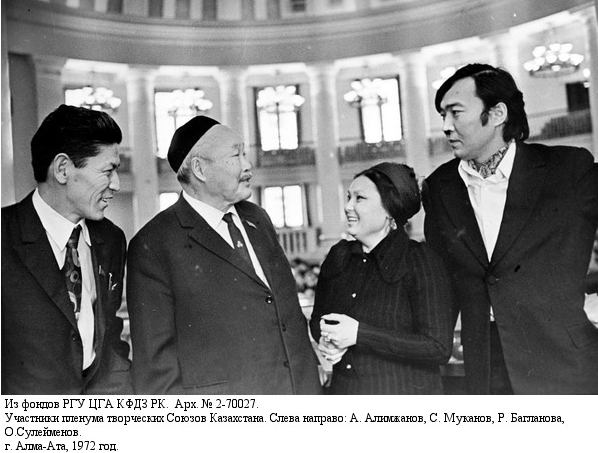 Из фондов РГУ ЦГА КФДЗ РК. Арх. № 2-70027.
Участники пленума творческих Союзов Казахстана. Слева направо: А. Алимжанов, С. Муканов, Р. Багланова,
О.Сулейменов.
г. Алма-Ата, 1972 год.